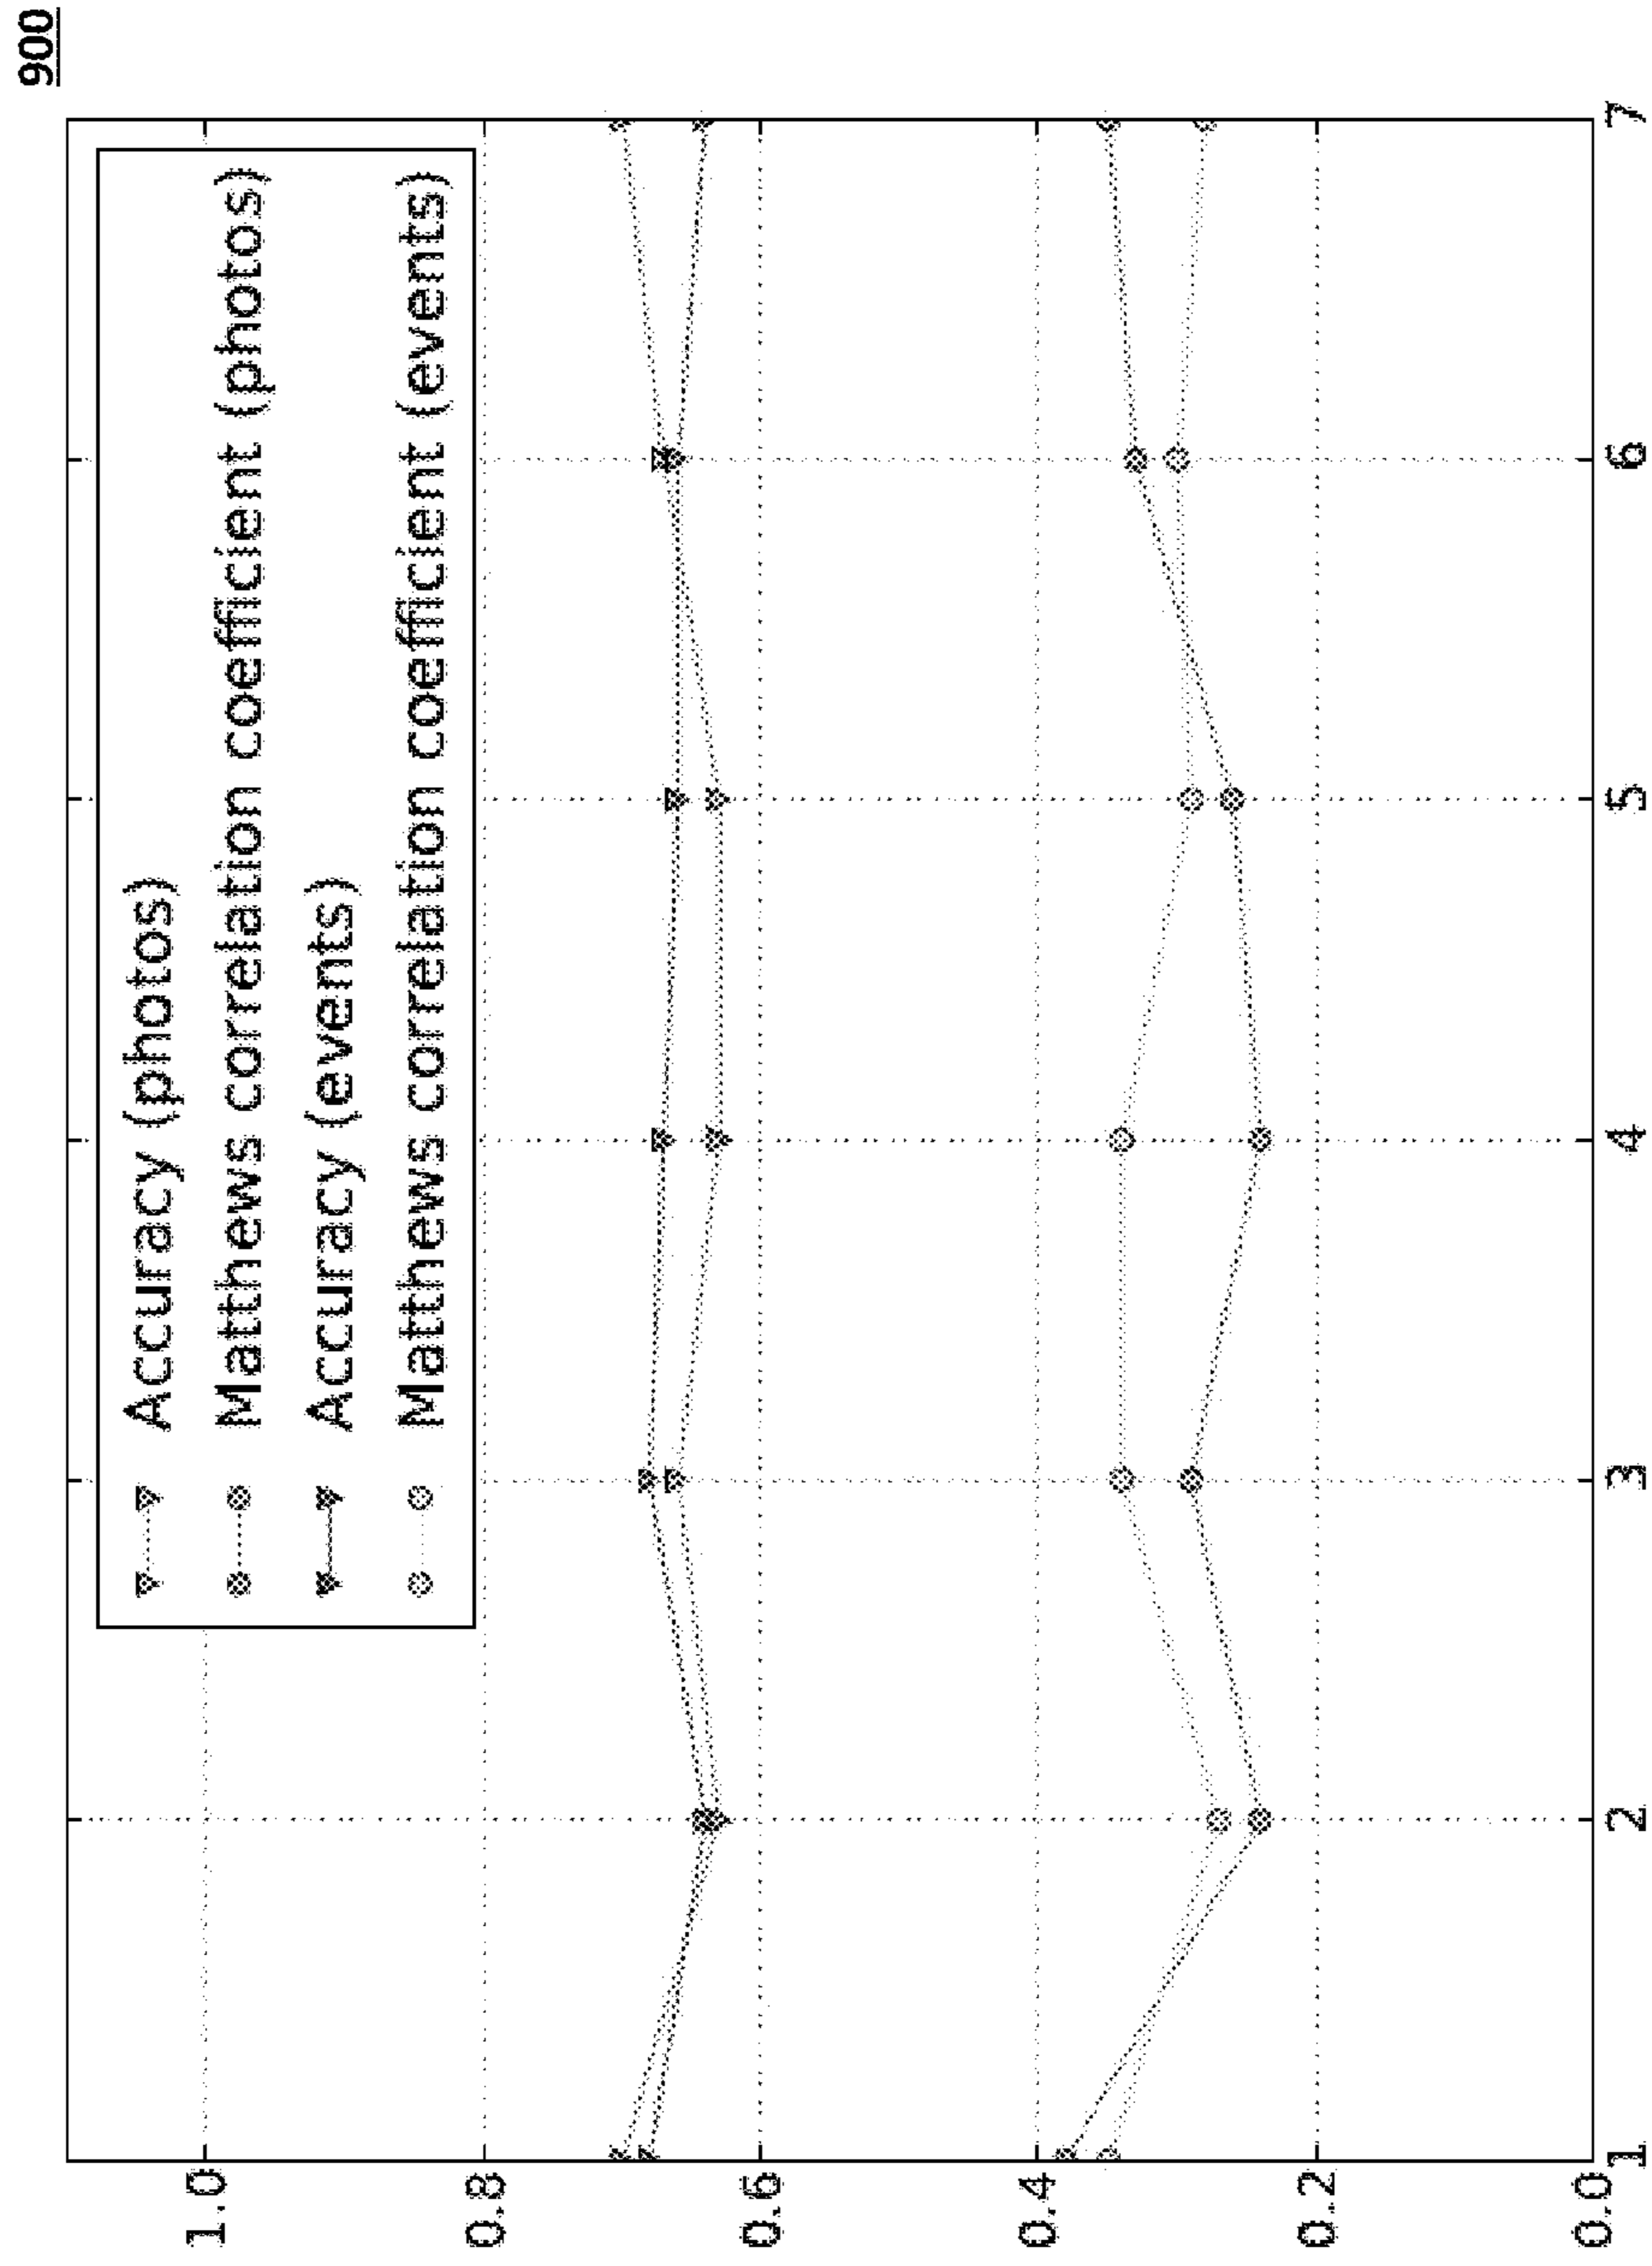 900
Accuracy (photos)
Matthews correlation coefficient (photos)
Accuracy (events)
Matthews correlation coefficient (events)
1.0
0.8
0.6
0.4
0.2
0.0
1 2 3 4 5 6 7